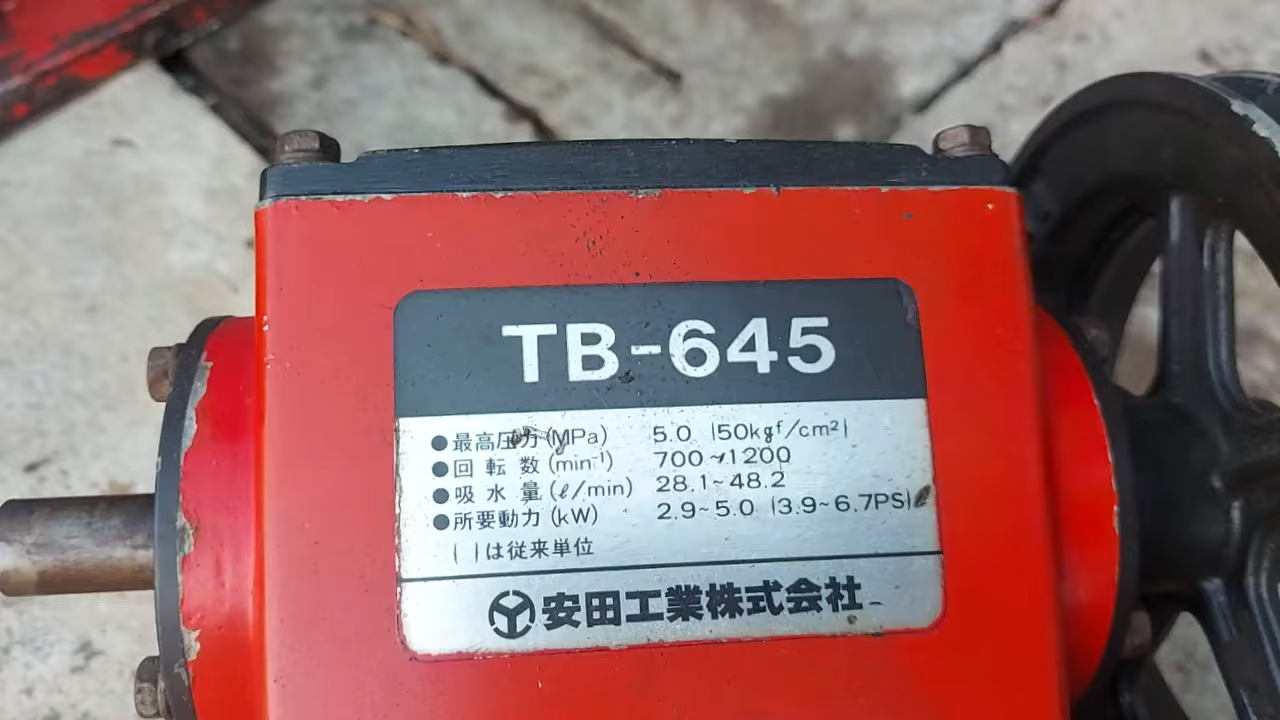 TB-645
●最高圧力(MPa) 5.0 (50kgf/cm²)
●回転数(min⁻¹) 700~1200
●吸水量(ℓ/min) 28.1~48.2
●所要動力(kW) 2.9~5.0 (3.9~6.7PS)
( )は従来単位
安田工業株式会社